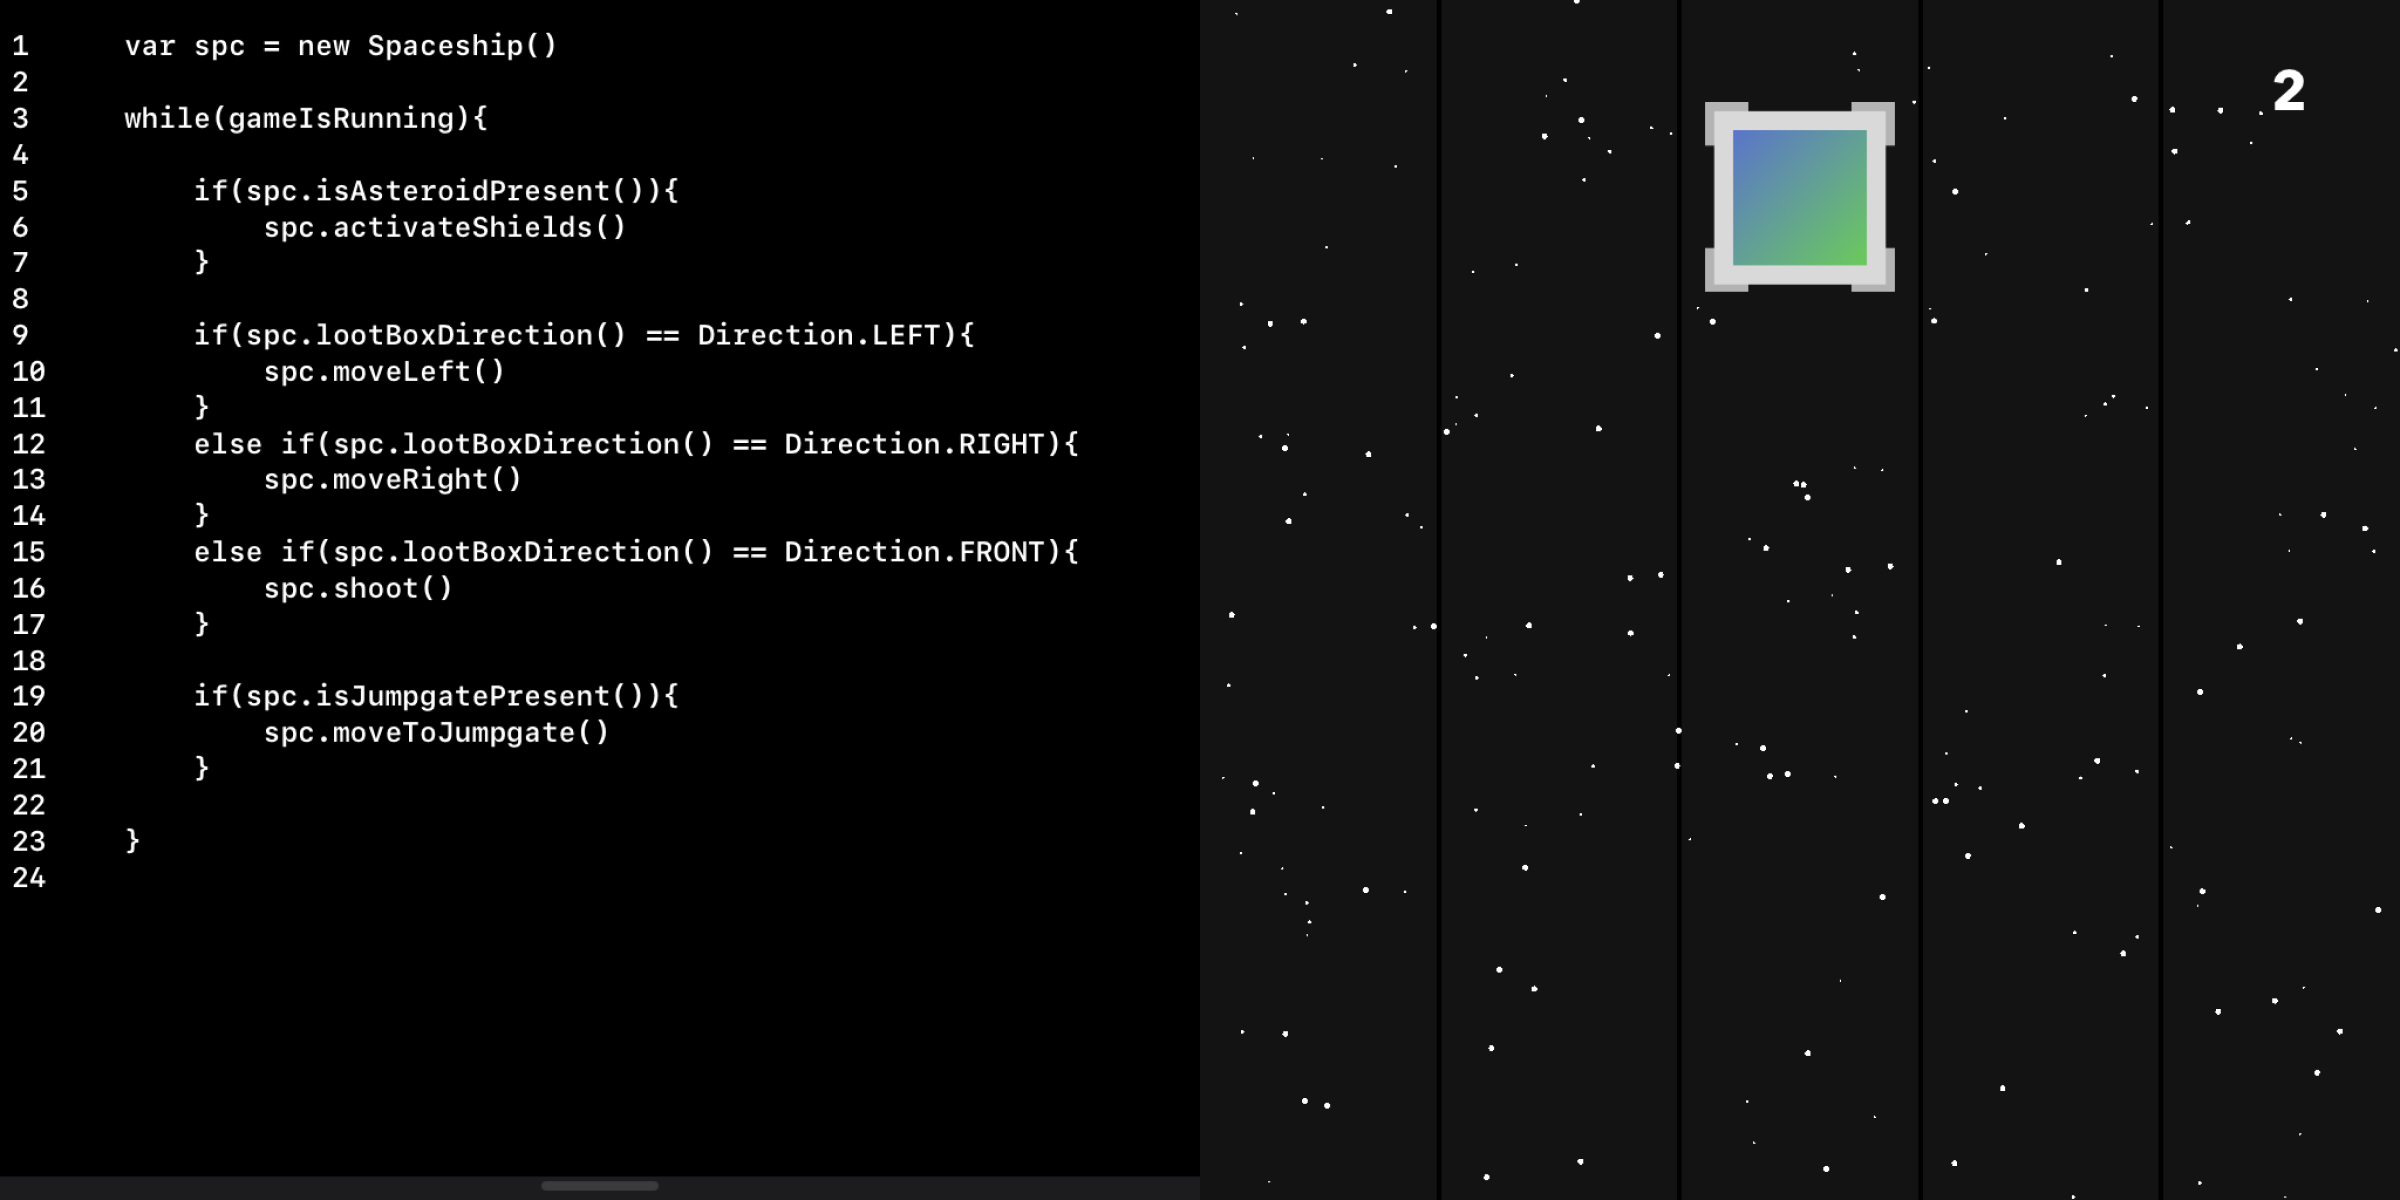 1 var spc = new Spaceship()
2
3 while(gameIsRunning){
4
5 if(spc.isAsteroidPresent()){
6 spc.activateShields()
7 }
8
9 if(spc.lootBoxDirection() == Direction.LEFT){
10 spc.moveLeft()
11 }
12 else if(spc.lootBoxDirection() == Direction.RIGHT){
13 spc.moveRight()
14 }
15 else if(spc.lootBoxDirection() == Direction.FRONT){
16 spc.shoot()
17 }
18
19 if(spc.isJumpgatePresent()){
20 spc.moveToJumpgate()
21 }
22
23 }
24
2